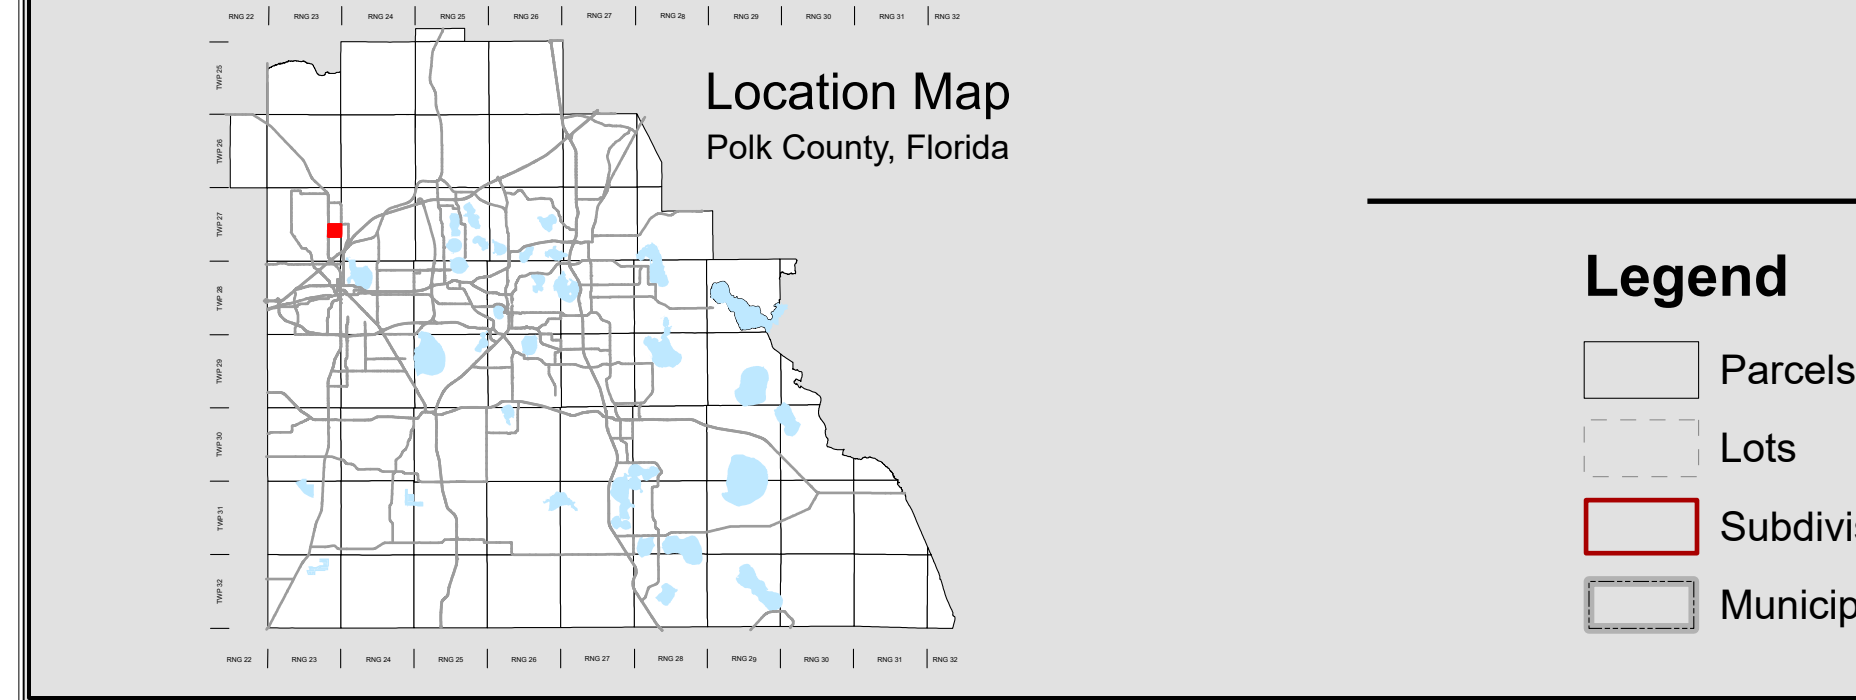 RNG 22 RNG 23 RNG 24 RNG 25 RNG 26 RNG 27 RNG 28 RNG 29 RNG 30 RNG 31 RNG 32
TWP 25
TWP 26
TWP 27
TWP 28
TWP 29
TWP 30
TWP 31
TWP 32
RNG 22 RNG 23 RNG 24 RNG 25 RNG 26 RNG 27 RNG 28 RNG 29 RNG 30 RNG 31 RNG 32
Location Map
Polk County, Florida
Legend
Parcels
Lots
Subdivis
Municip